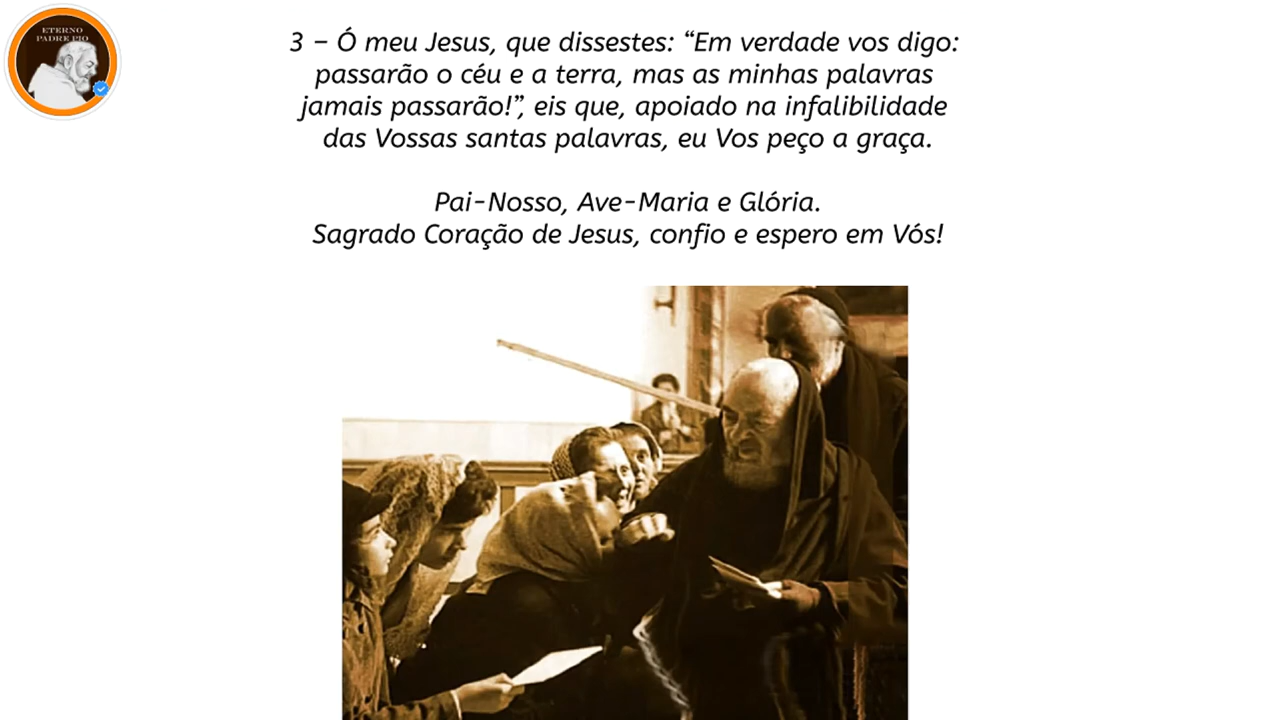 ETERNO
PADRE PIO
3 – Ó meu Jesus, que dissestes: “Em verdade vos digo:
passarão o céu e a terra, mas as minhas palavras
jamais passarão!”, eis que, apoiado na infalibilidade
das Vossas santas palavras, eu Vos peço a graça.
Pai-Nosso, Ave-Maria e Glória.
Sagrado Coração de Jesus, confio e espero em Vós!